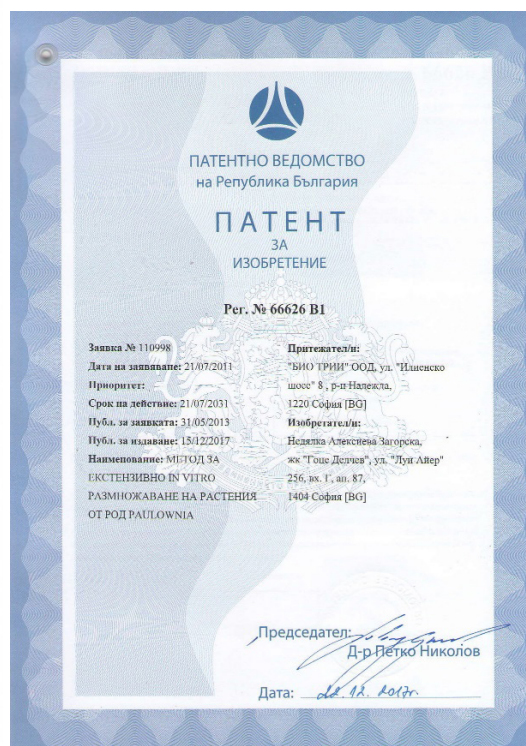 ПАТЕНТНО ВЕДОМСТВО
на Република България
ПАТЕНТ
ЗА
ИЗОБРЕТЕНИЕ
Рег. № 66626 B1
Заявка № 110998
Дата на заявяване: 21/07/2011
Приоритет:
Срок на действие: 21/07/2031
Публ. за заявката: 31/05/2013
Публ. за издаване: 15/12/2017
Наименование: МЕТОД ЗА
ЕКСТЕНЗИВНО IN VITRO
РАЗМНОЖАВАНЕ НА РАСТЕНИЯ
ОТ РОД PAULOWNIA
Притежател/и:
"БИО ТРИИ" ООД, ул. "Илиенско
шосе" 8 , р-н Надежда,
1220 София [BG]
Изобретател/и:
Недялка Алексиева Загорска,
жк "Гоце Делчев", ул. "Луи Айер"
256, вх. Г, ап. 87,
1404 София [BG]
Председател:
Д-р Петко Николов
Дата: 22.12.2017г.